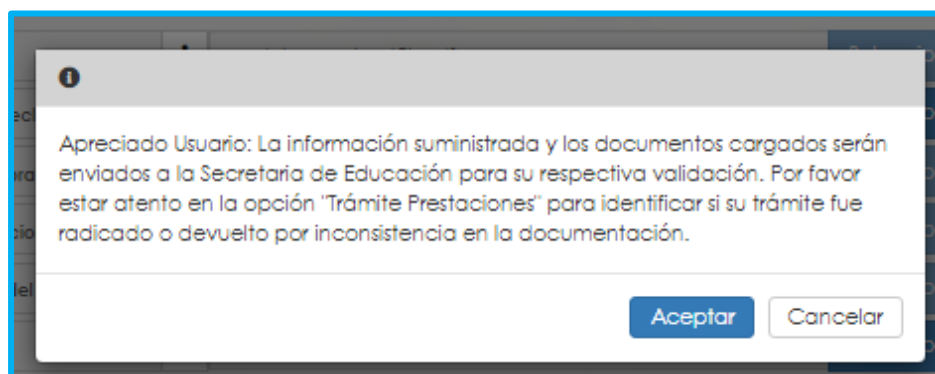 Apreciado Usuario: La información suministrada y los documentos cargados serán
enviados a la Secretaria de Educación para su respectiva validación. Por favor
estar atento en la opción "Trámite Prestaciones" para identificar si su trámite fue
radicado o devuelto por inconsistencia en la documentación.
Aceptar Cancelar